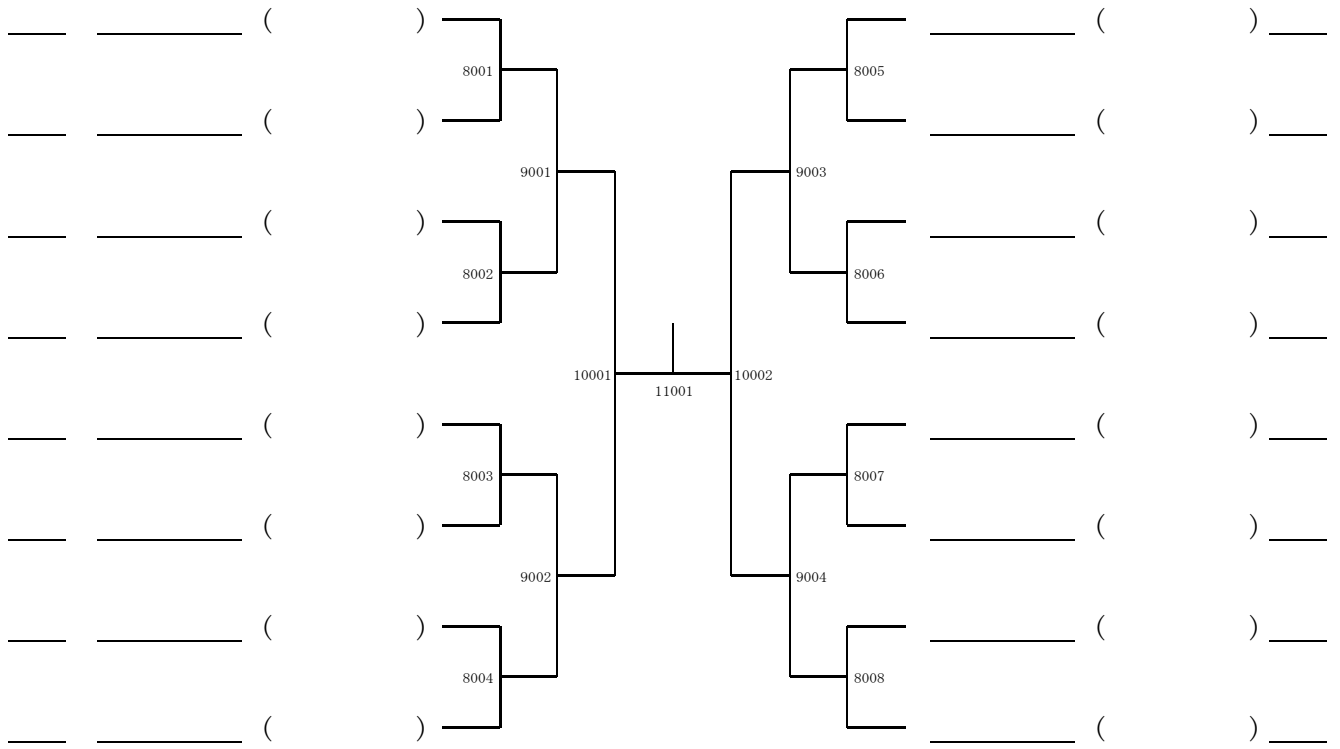 ( ) ( )
8001 8005
( ) ( )
9001 9003
( ) ( )
8002 8006
( ) ( )
10001 10002
11001
( ) ( )
8003 8007
( ) ( )
9002 9004
( ) ( )
8004 8008
( ) ( )